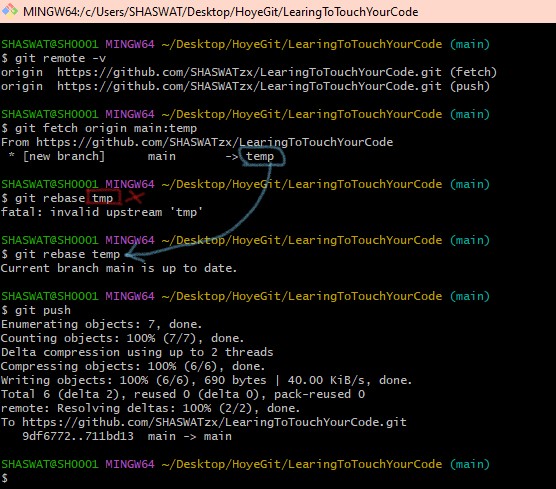 MINGW64:/c/Users/SHASWAT/Desktop/HoyeGit/LearingToTouchYourCode
SHASWAT@SH0001 MINGW64 ~/Desktop/HoyeGit/LearingToTouchYourCode (main)
$ git remote -v
origin  https://github.com/SHASWATzx/LearingToTouchYourCode.git (fetch)
origin  https://github.com/SHASWATzx/LearingToTouchYourCode.git (push)
SHASWAT@SH0001 MINGW64 ~/Desktop/HoyeGit/LearingToTouchYourCode (main)
$ git fetch origin main:temp
From https://github.com/SHASWATzx/LearingToTouchYourCode
 * [new branch]      main       -> temp
SHASWAT@SH0001 MINGW64 ~/Desktop/HoyeGit/LearingToTouchYourCode (main)
$ git rebase tmp
fatal: invalid upstream 'tmp'
SHASWAT@SH0001 MINGW64 ~/Desktop/HoyeGit/LearingToTouchYourCode (main)
$ git rebase temp
Current branch main is up to date.
SHASWAT@SH0001 MINGW64 ~/Desktop/HoyeGit/LearingToTouchYourCode (main)
$ git push
Enumerating objects: 7, done.
Counting objects: 100% (7/7), done.
Delta compression using up to 2 threads
Compressing objects: 100% (6/6), done.
Writing objects: 100% (6/6), 690 bytes | 40.00 KiB/s, done.
Total 6 (delta 2), reused 0 (delta 0), pack-reused 0
remote: Resolving deltas: 100% (2/2), done.
To https://github.com/SHASWATzx/LearingToTouchYourCode.git
   9df6772..711bd13  main -> main
SHASWAT@SH0001 MINGW64 ~/Desktop/HoyeGit/LearingToTouchYourCode (main)
$